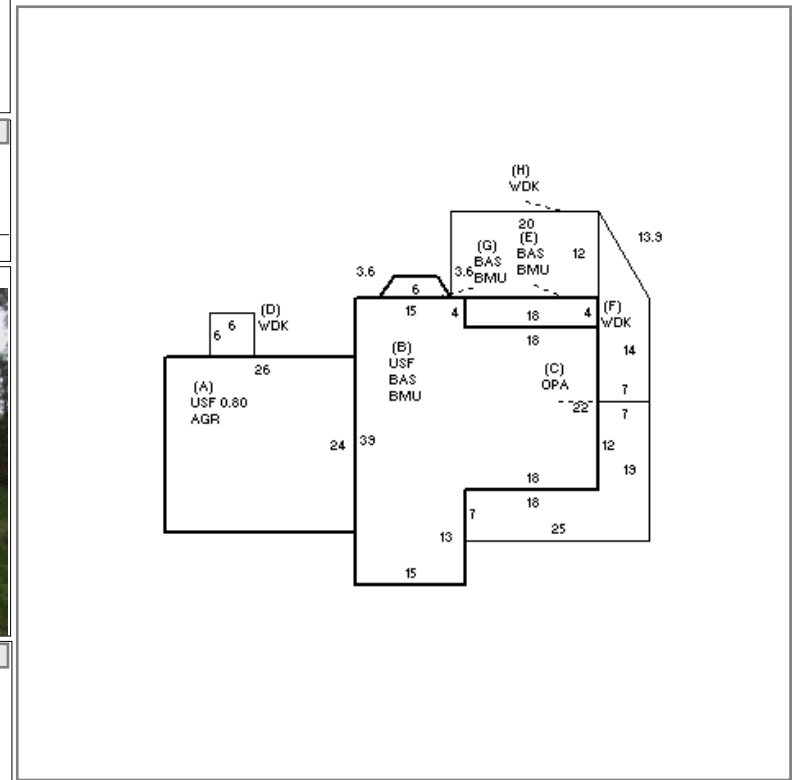 (H)
WDK
20
13.9
(G)
BAS
BMU
(E)
BAS
BMU
12
3.6
3.6
6
15
4
18
4
(F)
WDK
18
(D)
WDK
6
6
26
(B)
USF
BAS
BMU
14
(C)
OPA
7
22
7
(A)
USF 0.80
AGR
24
39
12
19
18
18
7
25
13
15